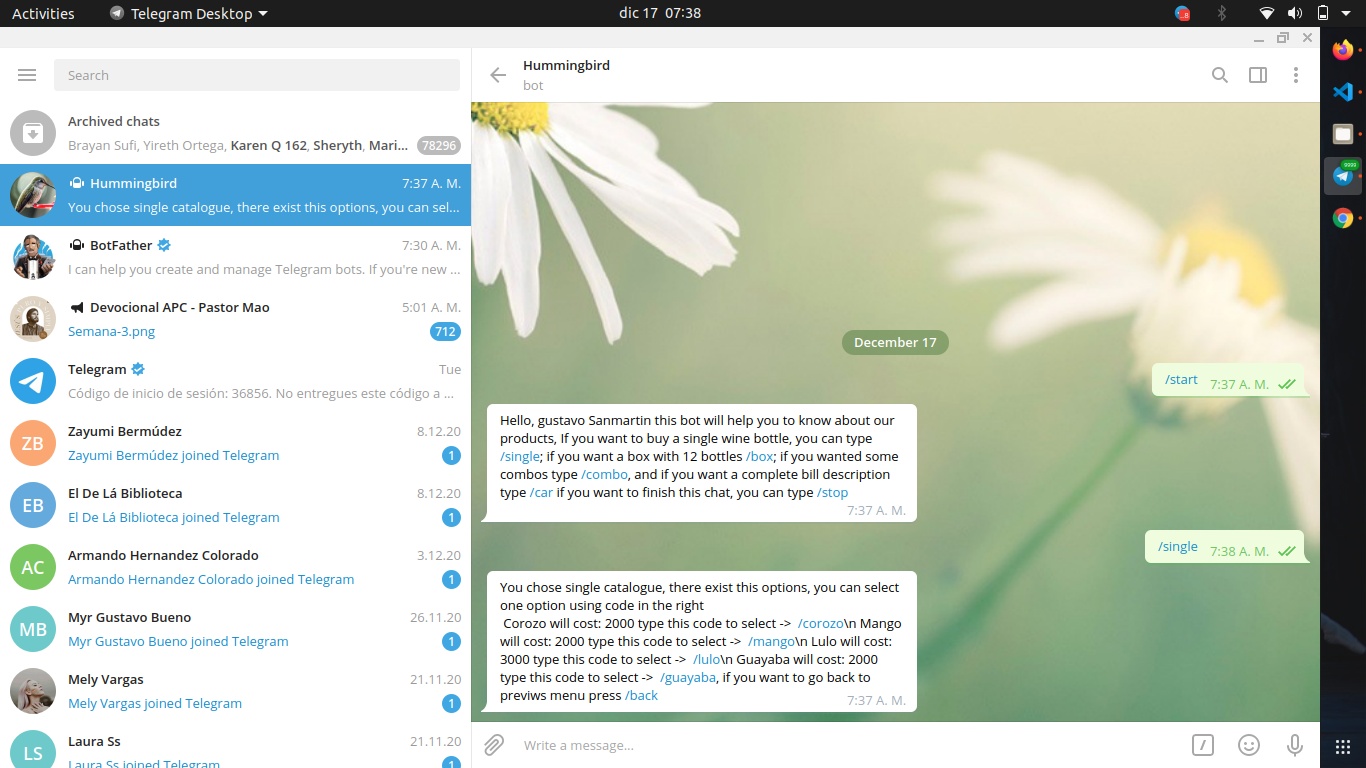 Activities
Telegram Desktop
dic 17 07:38
Search
Archived chats
Brayan Sufi, Yireth Ortega, Karen Q 162, Sheryth, Mari...
78296
Hummingbird
7:37 A. M.
You chose single catalogue, there exist this options, you can sel...
BotFather
7:30 A. M.
I can help you create and manage Telegram bots. If you're new ...
Devocional APC - Pastor Mao
5:01 A. M.
Semana-3.png
712
Telegram
Tue
Código de inicio de sesión: 36856. No entregues este código a ...
ZB
Zayumi Bermúdez
8.12.20
Zayumi Bermúdez joined Telegram
1
EB
El De Lá Biblioteca
8.12.20
El De Lá Biblioteca joined Telegram
1
AC
Armando Hernandez Colorado
3.12.20
Armando Hernandez Colorado joined Telegram
1
MB
Myr Gustavo Bueno
26.11.20
Myr Gustavo Bueno joined Telegram
1
Mely Vargas
21.11.20
Mely Vargas joined Telegram
1
LS
Laura Ss
21.11.20
Laura Ss joined Telegram
1
Hummingbird
bot
December 17
/start
7:37 A. M.
Hello, gustavo Sanmartin this bot will help you to know about our
products, If you want to buy a single wine bottle, you can type
/single; if you want a box with 12 bottles /box; if you wanted some
combos type /combo, and if you want a complete bill description
type /car if you want to finish this chat, you can type /stop
7:37 A. M.
/single
7:38 A. M.
You chose single catalogue, there exist this options, you can select
one option using code in the right
Corozo will cost: 2000 type this code to select -> /corozo\n Mango
will cost: 2000 type this code to select -> /mango\n Lulo will cost:
3000 type this code to select -> /lulo\n Guayaba will cost: 2000
type this code to select -> /guayaba, if you want to go back to
previws menu press /back
7:37 A. M.
Write a message...
9999